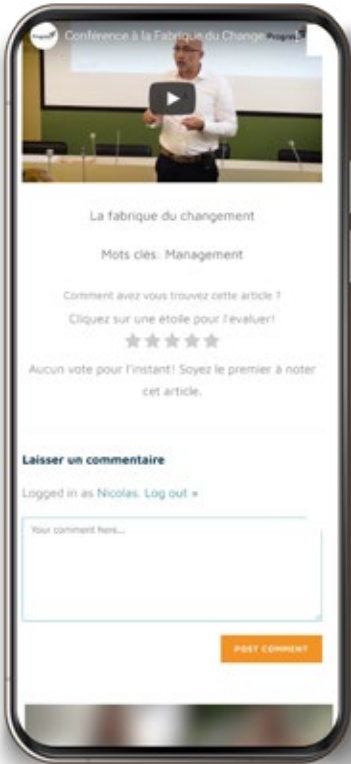 Conférence à la Fabrique du Change
La fabrique du changement
Mots clés: Management
Comment avez vous trouvez cette article ?
Cliquez sur une étoile pour l'évaluer!
Aucun vote pour l'instant! Soyez le premier à noter
cet article.
Laisser un commentaire
Logged in as Nicolas. Log out »
Your comment here...
POST COMMENT